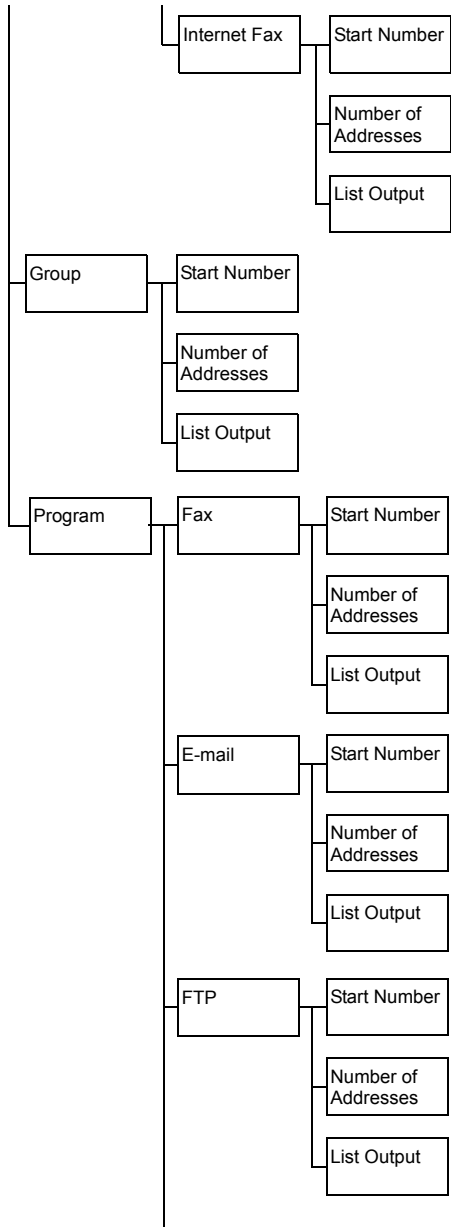 Internet Fax
Start Number
Number of
Addresses
List Output
Group
Start Number
Number of
Addresses
List Output
Program
Fax
Start Number
Number of
Addresses
List Output
E-mail
Start Number
Number of
Addresses
List Output
FTP
Start Number
Number of
Addresses
List Output